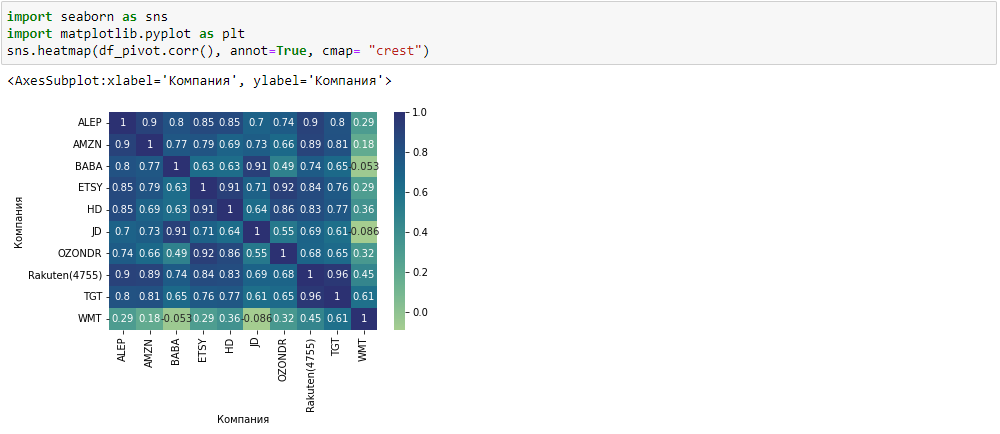 import seaborn as sns
import matplotlib.pyplot as plt
sns.heatmap(df_pivot.corr(), annot=True, cmap= "crest")
<AxesSubplot:xlabel='Компания', ylabel='Компания'>
ALEP 1 0.9 0.8 0.85 0.85 0.7 0.74 0.9 0.8 0.29
AMZN 0.9 1 0.77 0.79 0.69 0.73 0.66 0.89 0.81 0.18
BABA 0.8 0.77 1 0.63 0.63 0.91 0.49 0.74 0.65 -0.053
ETSY 0.85 0.79 0.63 1 0.91 0.71 0.92 0.84 0.76 0.29
HD 0.85 0.69 0.63 0.91 1 0.64 0.86 0.83 0.77 0.36
JD 0.7 0.73 0.91 0.71 0.64 1 0.55 0.69 0.61 -0.086
OZONDR 0.74 0.66 0.49 0.92 0.86 0.55 1 0.68 0.65 0.32
Rakuten(4755) 0.9 0.89 0.74 0.84 0.83 0.69 0.68 1 0.96 0.45
TGT 0.8 0.81 0.65 0.76 0.77 0.61 0.65 0.96 1 0.61
WMT 0.29 0.18 -0.053 0.29 0.36 -0.086 0.32 0.45 0.61 1
ALEP AMZN BABA ETSY HD JD OZONDR Rakuten(4755) TGT WMT
Компания
Компания
1.0
0.8
0.6
0.4
0.2
0.0